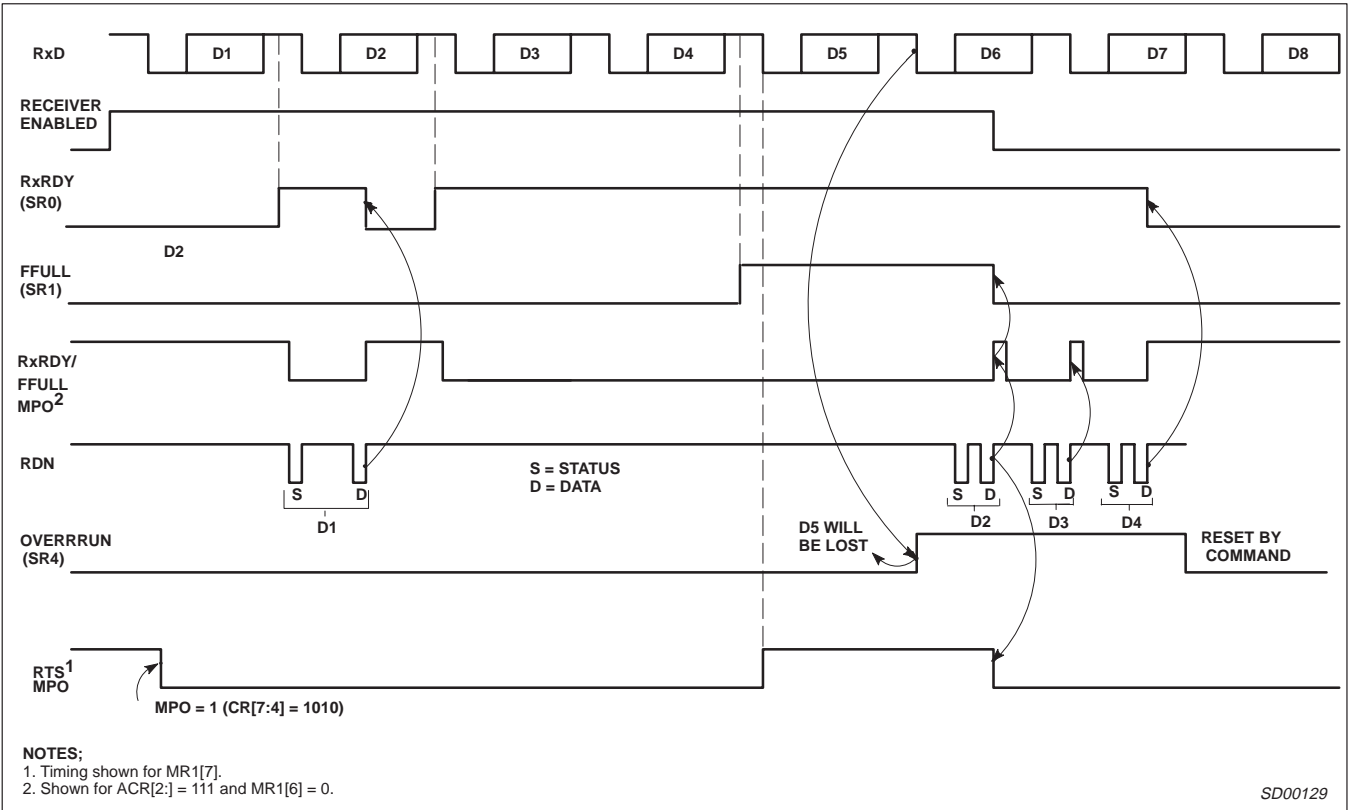 RxD D1 D2 D3 D4 D5 D6 D7 D8
RECEIVER
ENABLED
RxRDY
(SR0)
D2
FFULL
(SR1)
RxRDY/
FFULL
MPO2
RDN
S = STATUS
D = DATA
S D S D S D S D
D1 D2 D3 D4
D5 WILL
BE LOST
OVERRRUN
(SR4)
RESET BY
COMMAND
RTS1
MPO
MPO = 1 (CR[7:4] = 1010)
NOTES;
1. Timing shown for MR1[7].
2. Shown for ACR[2:] = 111 and MR1[6] = 0.
SD00129